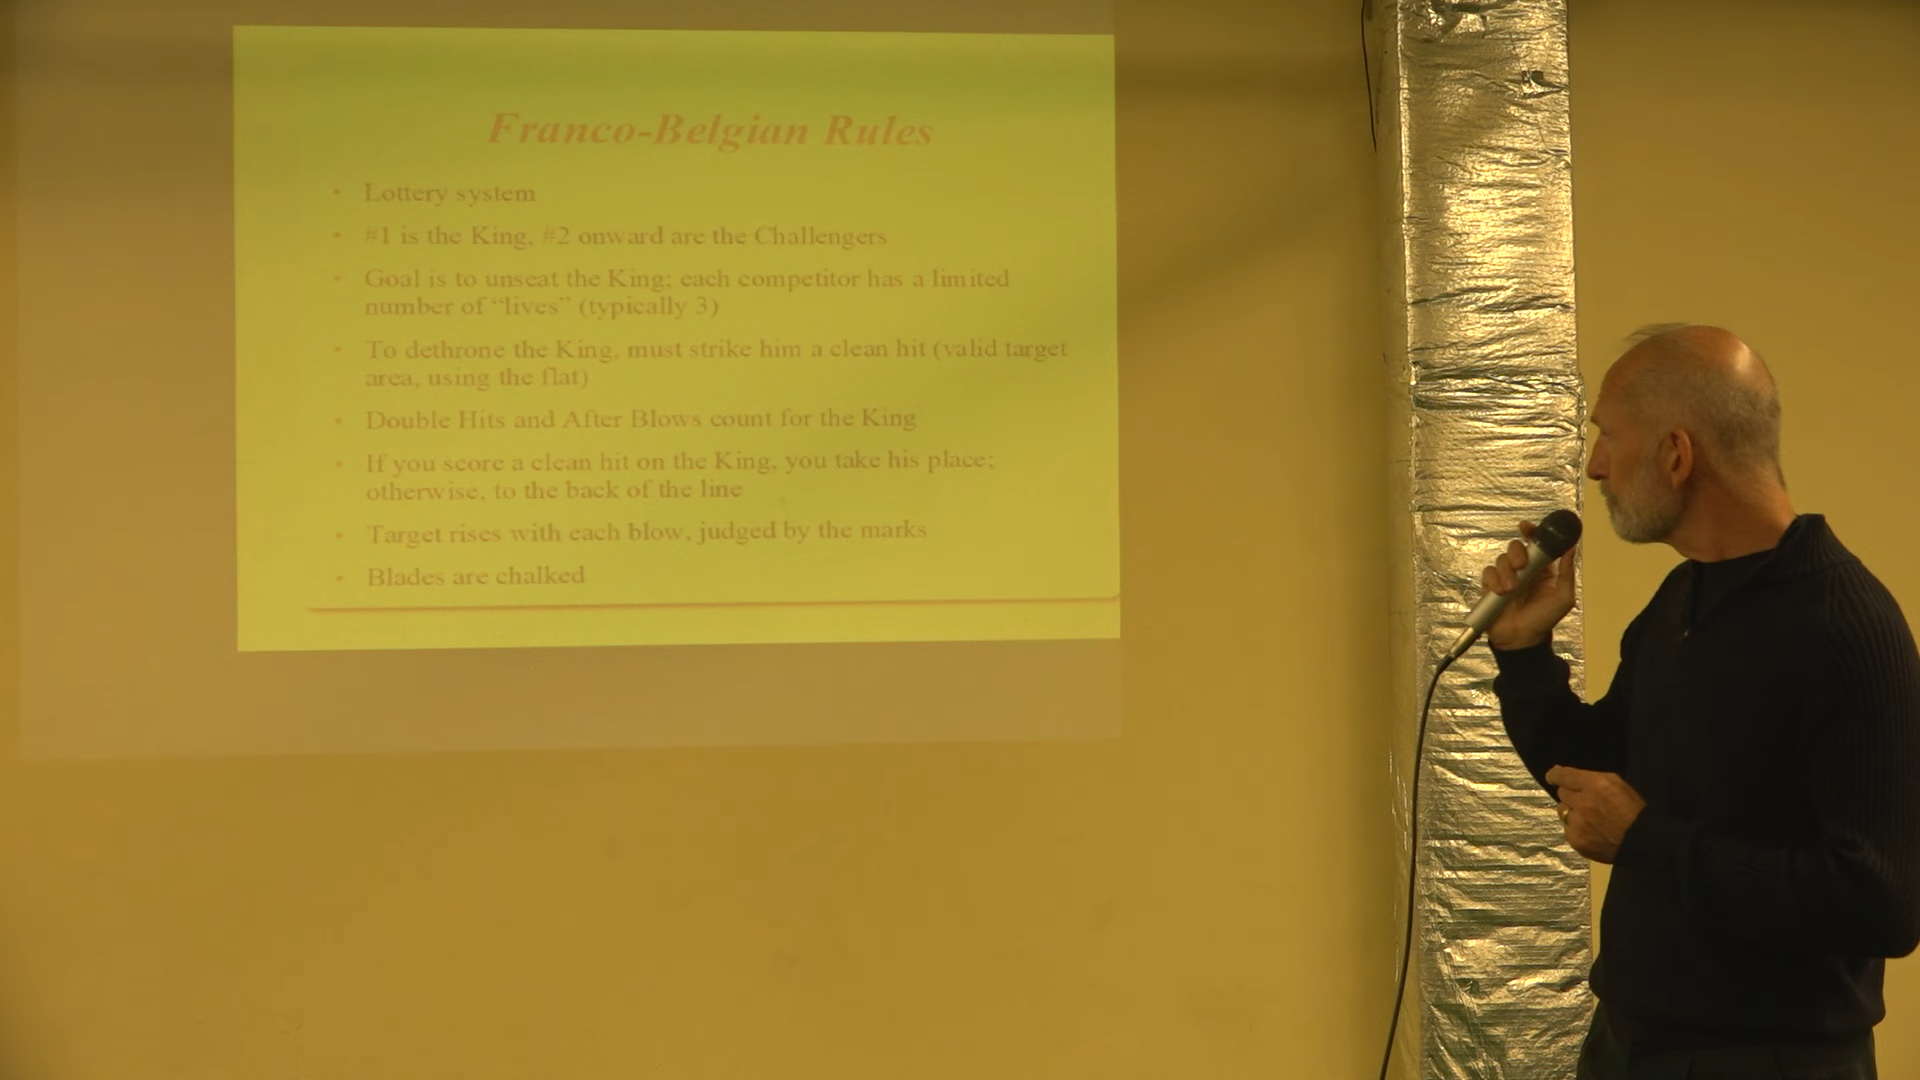 Franco-Belgian Rules
• Lottery system
• #1 is the King, #2 onward are the Challengers
• Goal is to unseat the King; each competitor has a limited
number of “lives” (typically 3)
• To dethrone the King, must strike him a clean hit (valid target
area, using the flat)
• Double Hits and After Blows count for the King
• If you score a clean hit on the King, you take his place;
otherwise, to the back of the line
• Target rises with each blow, judged by the marks
• Blades are chalked